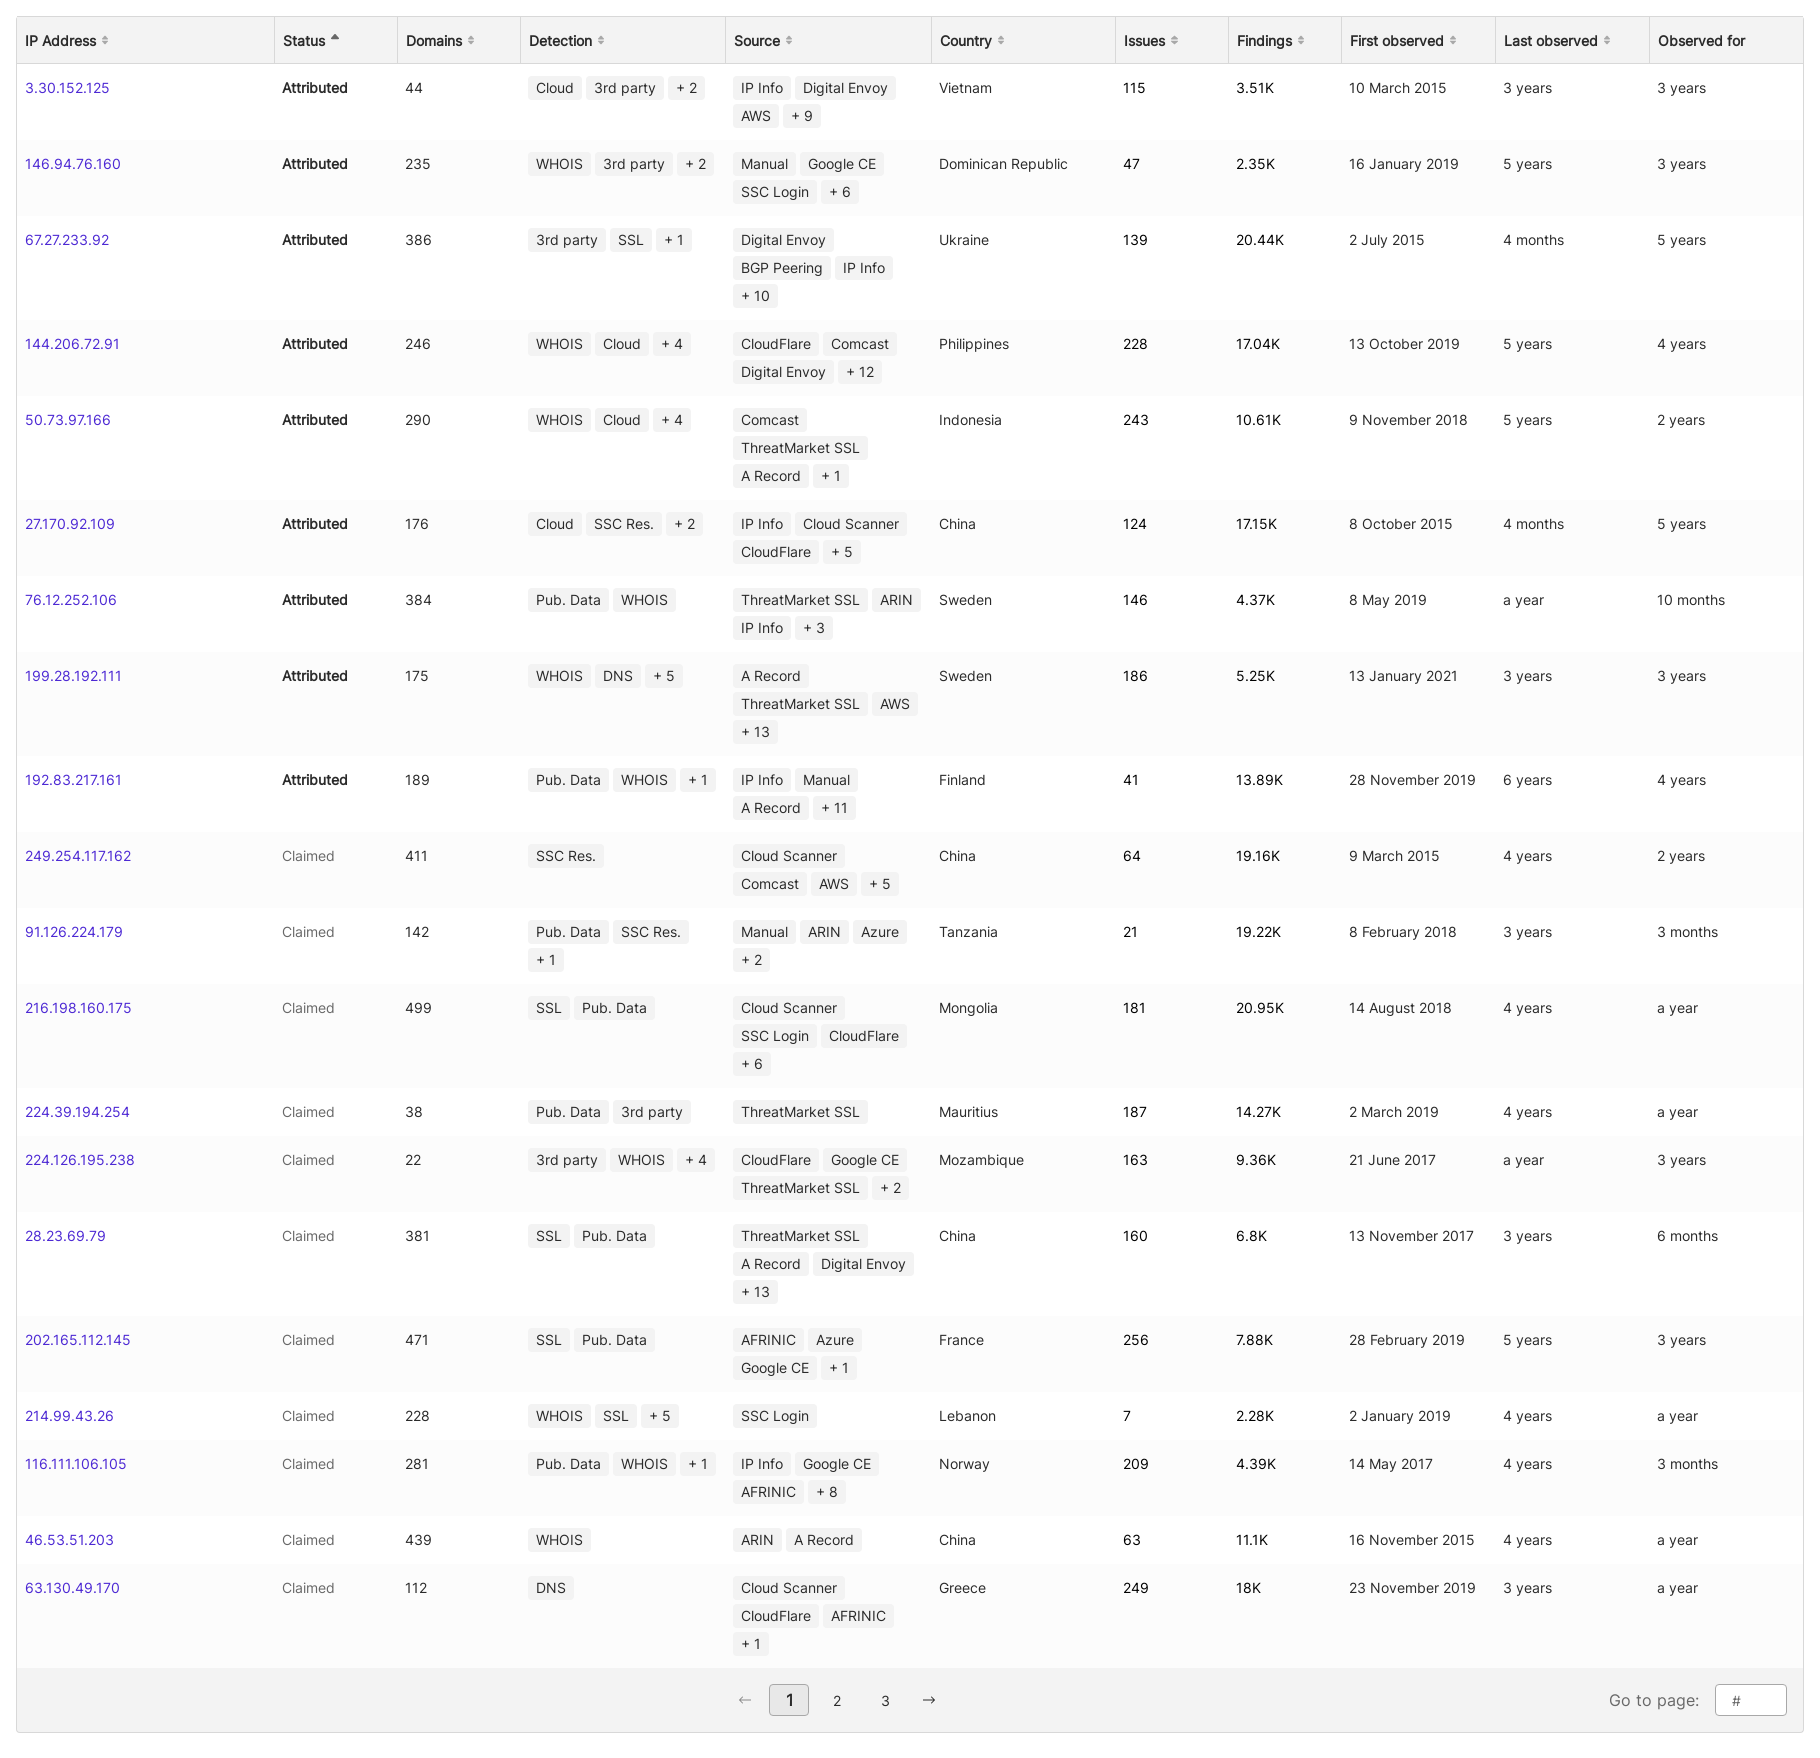 IP Address Status Domains Detection Source Country Issues Findings First observed Last observed Observed for
3.30.152.125 Attributed 44 Cloud 3rd party + 2 IP Info Digital Envoy Vietnam 115 3.51K 10 March 2015 3 years 3 years
AWS + 9
146.94.76.160 Attributed 235 WHOIS 3rd party + 2 Manual Google CE Dominican Republic 47 2.35K 16 January 2019 5 years 3 years
SSC Login + 6
67.27.233.92 Attributed 386 3rd party SSL + 1 Digital Envoy Ukraine 139 20.44K 2 July 2015 4 months 5 years
BGP Peering IP Info
+ 10
144.206.72.91 Attributed 246 WHOIS Cloud + 4 CloudFlare Comcast Philippines 228 17.04K 13 October 2019 5 years 4 years
Digital Envoy + 12
50.73.97.166 Attributed 290 WHOIS Cloud + 4 Comcast Indonesia 243 10.61K 9 November 2018 5 years 2 years
ThreatMarket SSL
A Record + 1
27.170.92.109 Attributed 176 Cloud SSC Res. + 2 IP Info Cloud Scanner China 124 17.15K 8 October 2015 4 months 5 years
CloudFlare + 5
76.12.252.106 Attributed 384 Pub. Data WHOIS ThreatMarket SSL ARIN Sweden 146 4.37K 8 May 2019 a year 10 months
IP Info + 3
199.28.192.111 Attributed 175 WHOIS DNS + 5 A Record Sweden 186 5.25K 13 January 2021 3 years 3 years
ThreatMarket SSL AWS
+ 13
192.83.217.161 Attributed 189 Pub. Data WHOIS + 1 IP Info Manual Finland 41 13.89K 28 November 2019 6 years 4 years
A Record + 11
249.254.117.162 Claimed 411 SSC Res. Cloud Scanner China 64 19.16K 9 March 2015 4 years 2 years
Comcast AWS + 5
91.126.224.179 Claimed 142 Pub. Data SSC Res. Manual ARIN Azure Tanzania 21 19.22K 8 February 2018 3 years 3 months
+ 1 + 2
216.198.160.175 Claimed 499 SSL Pub. Data Cloud Scanner Mongolia 181 20.95K 14 August 2018 4 years a year
SSC Login CloudFlare
+ 6
224.39.194.254 Claimed 38 Pub. Data 3rd party ThreatMarket SSL Mauritius 187 14.27K 2 March 2019 4 years a year
224.126.195.238 Claimed 22 3rd party WHOIS + 4 CloudFlare Google CE Mozambique 163 9.36K 21 June 2017 a year 3 years
ThreatMarket SSL + 2
28.23.69.79 Claimed 381 SSL Pub. Data ThreatMarket SSL China 160 6.8K 13 November 2017 3 years 6 months
A Record Digital Envoy
+ 13
202.165.112.145 Claimed 471 SSL Pub. Data AFRINIC Azure France 256 7.88K 28 February 2019 5 years 3 years
Google CE + 1
214.99.43.26 Claimed 228 WHOIS SSL + 5 SSC Login Lebanon 7 2.28K 2 January 2019 4 years a year
116.111.106.105 Claimed 281 Pub. Data WHOIS + 1 IP Info Google CE Norway 209 4.39K 14 May 2017 4 years 3 months
AFRINIC + 8
46.53.51.203 Claimed 439 WHOIS ARIN A Record China 63 11.1K 16 November 2015 4 years a year
63.130.49.170 Claimed 112 DNS Cloud Scanner Greece 249 18K 23 November 2019 3 years a year
CloudFlare AFRINIC
+ 1
← 1 2 3 → Go to page: #